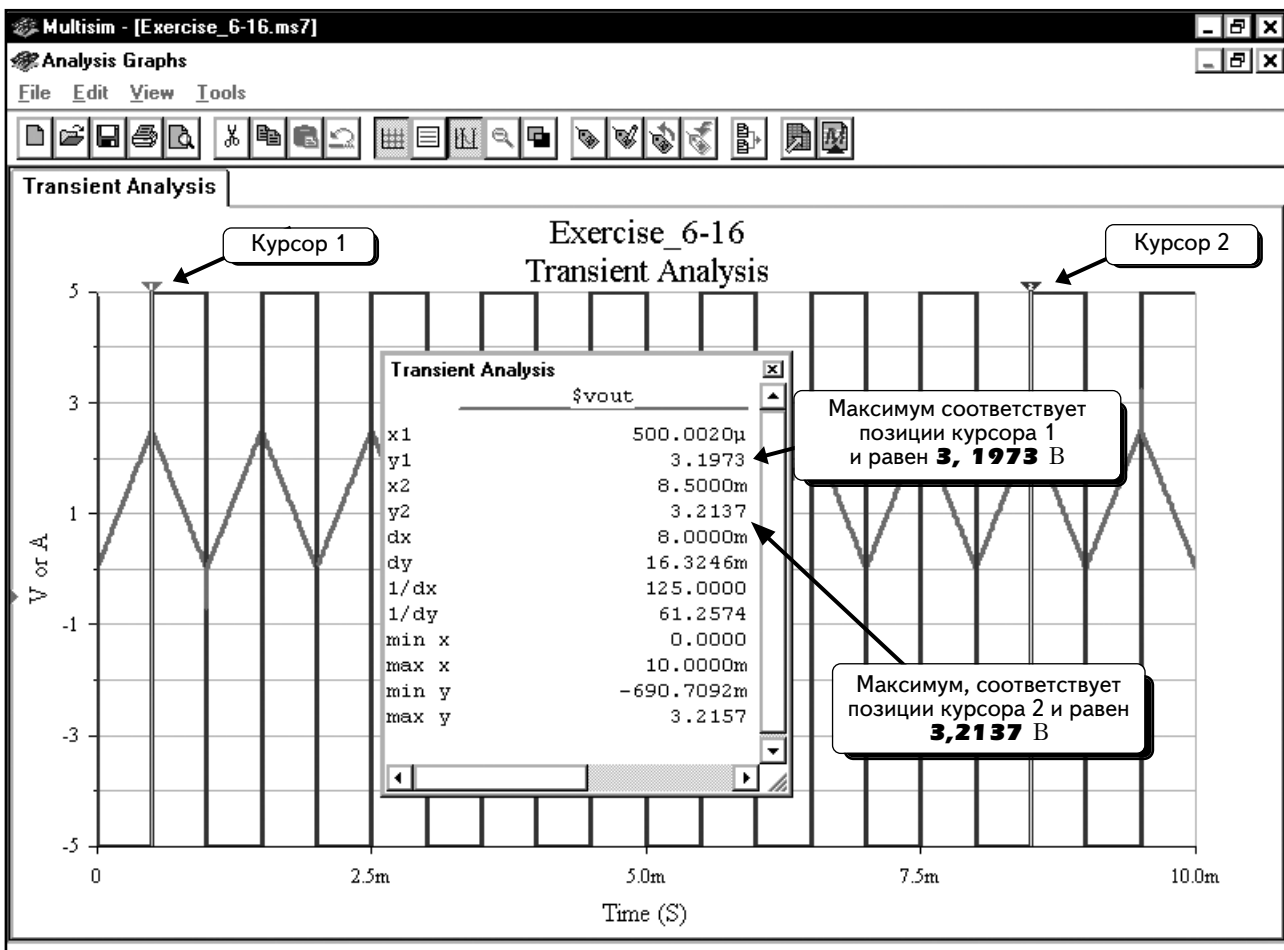 Multisim - [Exercise_6-16.ms7]
Analysis Graphs
File Edit View Tools
Transient Analysis
Exercise_6-16
Transient Analysis
Курсор 1
Курсор 2
1
2
5
3
1
-1
-3
-5
V or A
0
2.5m
5.0m
7.5m
10.0m
Time (S)
Transient Analysis
$vout
x1 500.0020µ
y1 3.1973
x2 8.5000m
y2 3.2137
dx 8.0000m
dy 16.3246m
1/dx 125.0000
1/dy 61.2574
min x 0.0000
max x 10.0000m
min y -690.7092m
max y 3.2157
Максимум соответствует
позиции курсора 1
и равен 3, 1973 В
Максимум, соответствует
позиции курсора 2 и равен
3,2137 В